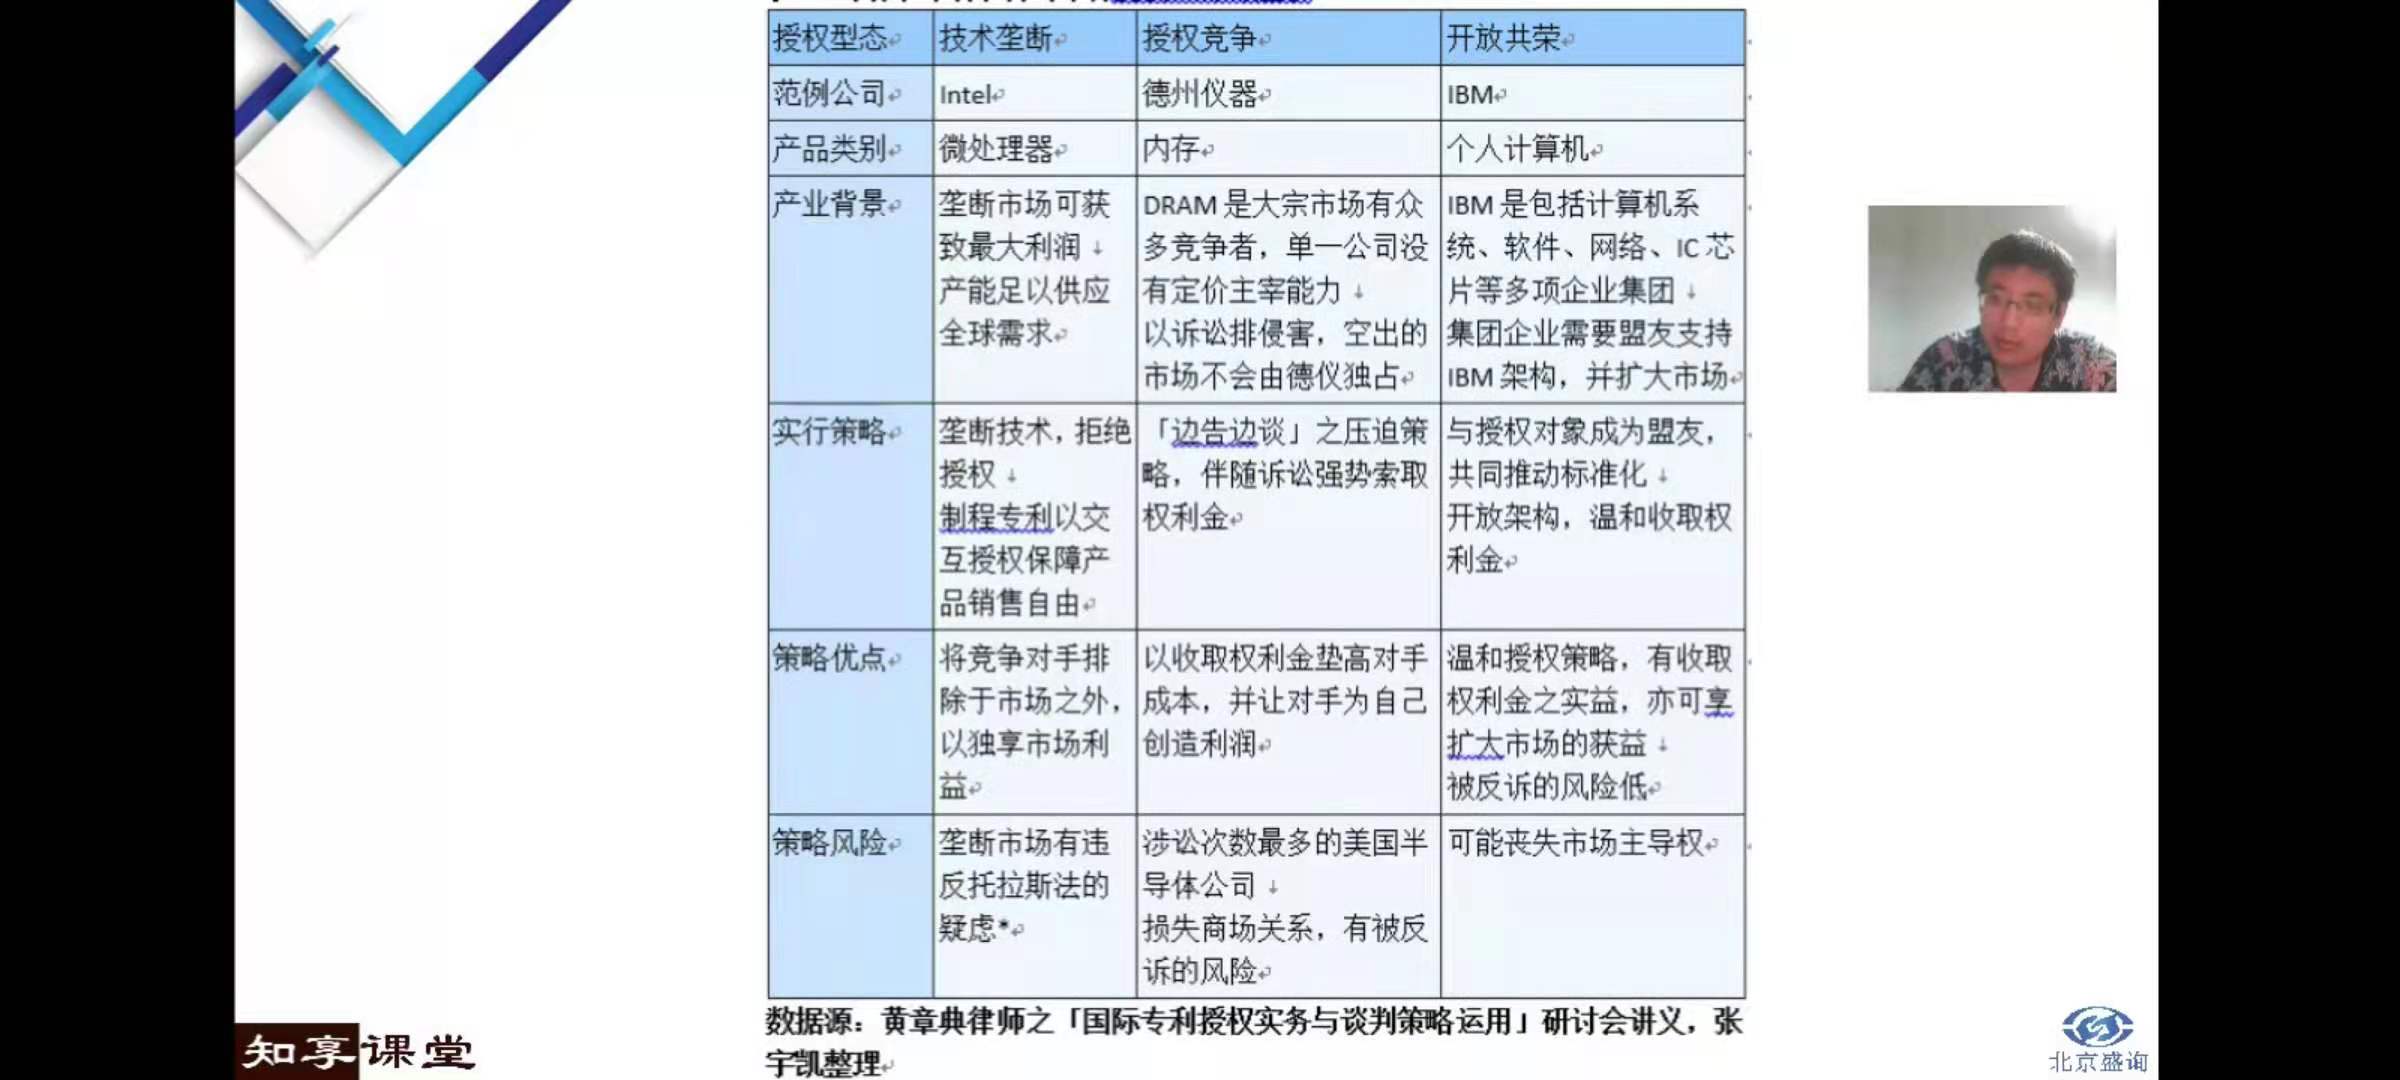 授权型态 技术垄断 授权竞争 开放共荣
范例公司 Intel 德州仪器 IBM
产品类别 微处理器 内存 个人计算机
产业背景
垄断市场可获
致最大利润
产能足以供应
全球需求
DRAM 是大宗市场有众
多竞争者，单一公司没
有定价主宰能力
以诉讼排侵害，空出的
市场不会由德仪独占
IBM 是包括计算机系
统、软件、网络、IC 芯
片等多项企业集团
集团企业需要盟友支持
IBM 架构，并扩大市场
实行策略
垄断技术，拒绝
授权
制程专利以交
互授权保障产
品销售自由
「边告边谈」之压迫策
略，伴随诉讼强势索取
权利金
与授权对象成为盟友，
共同推动标准化
开放架构，温和收取权
利金
策略优点
将竞争对手排
除于市场之外，
以独享市场利
益
以收取权利金垫高对手
成本，并让对手为自己
创造利润
温和授权策略，有收取
权利金之实益，亦可享
扩大市场的获益
被反诉的风险低
策略风险
垄断市场有违
反托拉斯法的
疑虑*
涉讼次数最多的美国半
导体公司
损失商场关系，有被反
诉的风险
可能丧失市场主导权
数据源：黄章典律师之「国际专利授权实务与谈判策略运用」研讨会讲义，张
宇凯整理
知享课堂
北京盛询